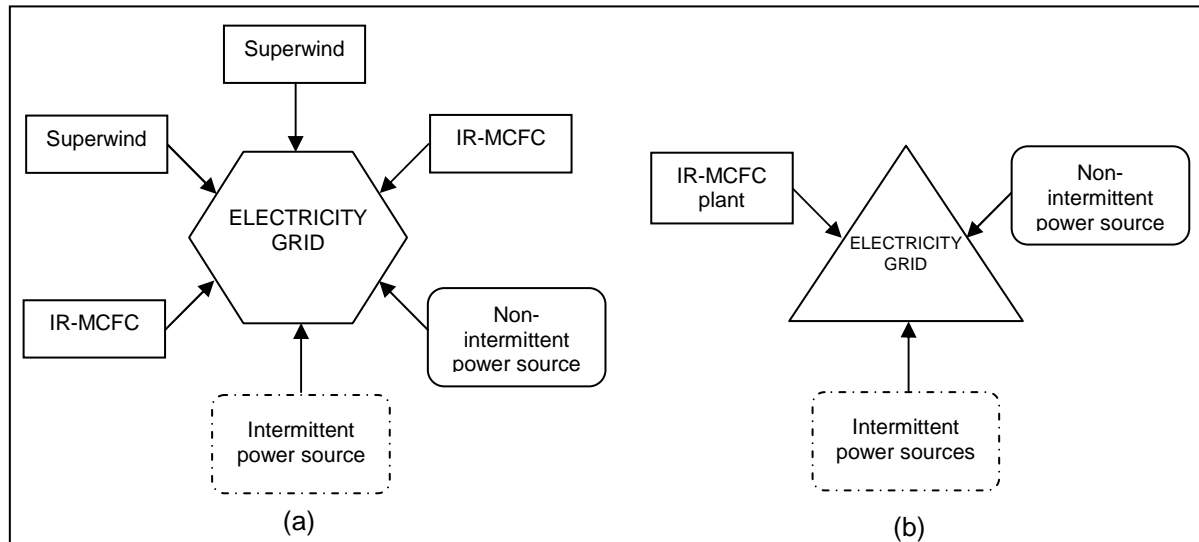 Superwind
Superwind
IR-MCFC
ELECTRICITY
GRID
IR-MCFC
Non-
intermittent
power source
Intermittent
power source
(a)
IR-MCFC
plant
Non-
intermittent
power source
ELECTRICITY
GRID
Intermittent
power sources
(b)